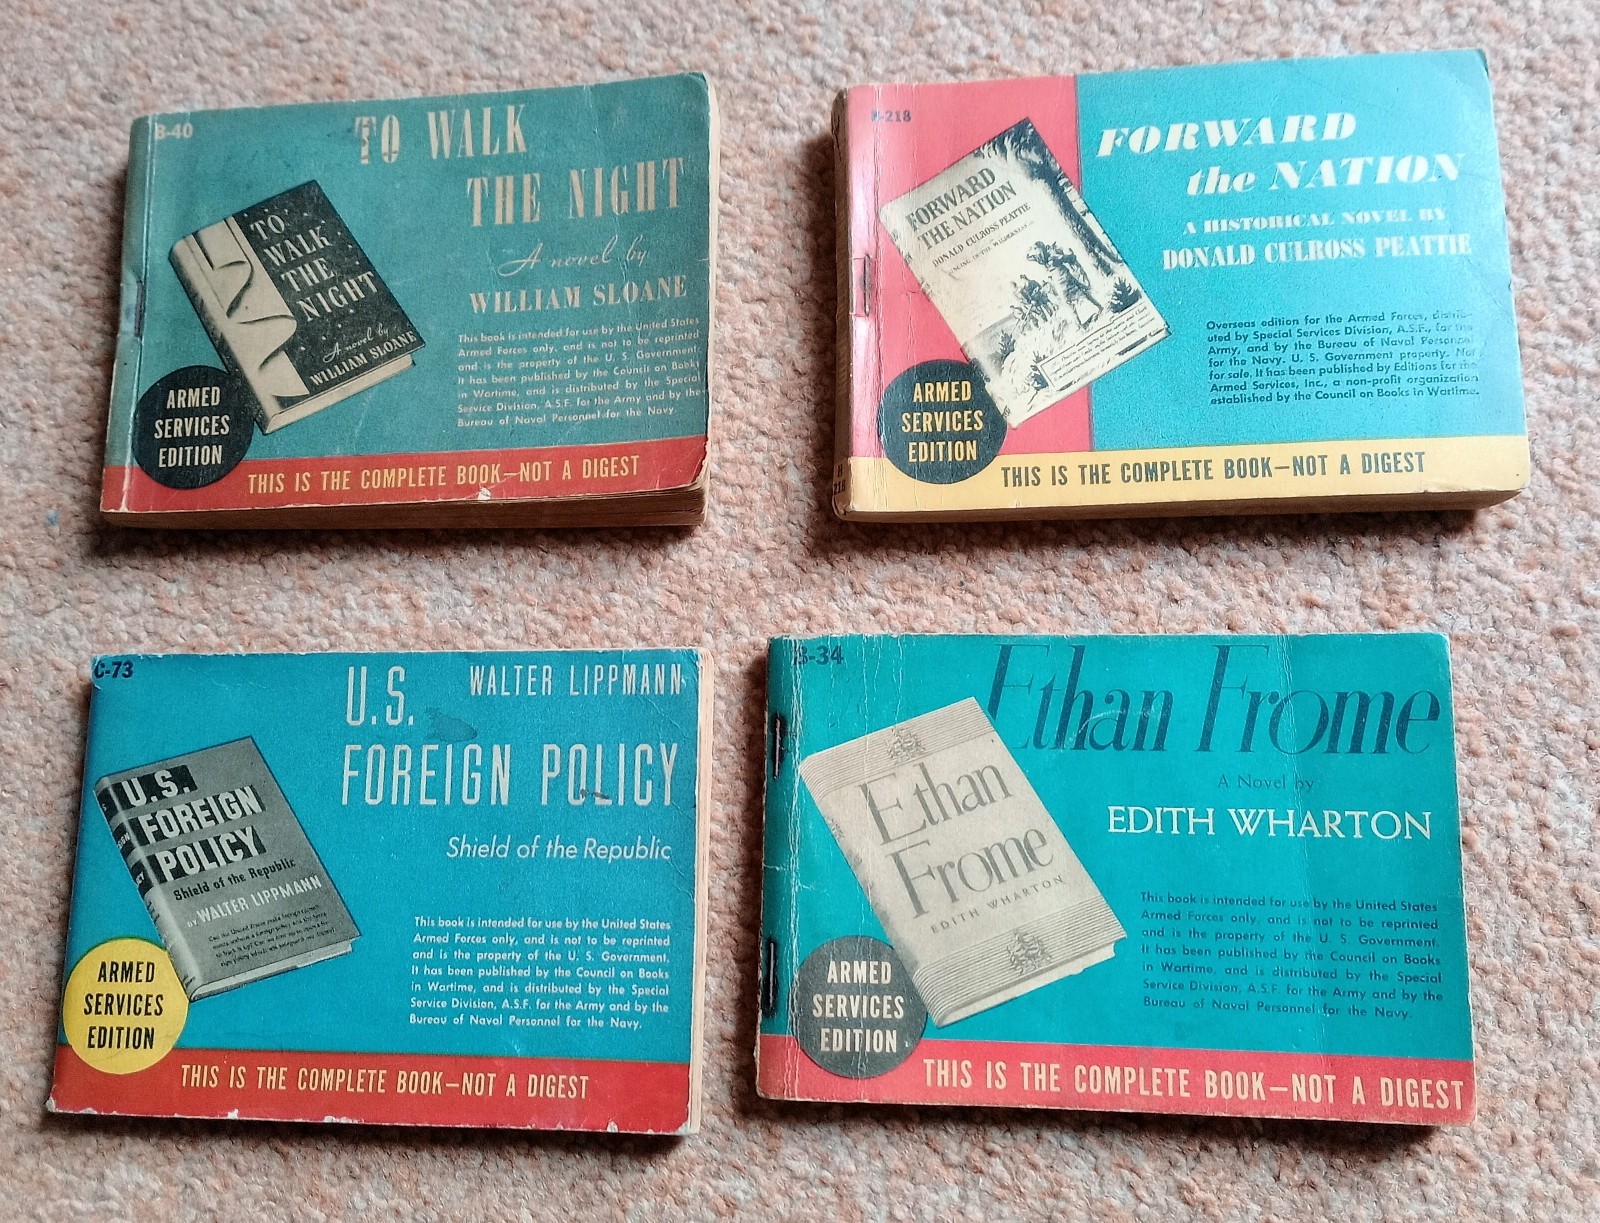 B-40
TO WALK
THE NIGHT
A novel by
WILLIAM SLOANE
This book is intended for use by the United States
Armed Forces only, and is not to be reprinted
and is the property of the U. S. Government.
It has been published by the Council on Books
in Wartime, and is distributed by the Special
Service Division, A.S.F. for the Army and by the
Bureau of Naval Personnel for the Navy.
TO
WALK
THE
NIGHT
A novel by
WILLIAM SLOANE
ARMED
SERVICES
EDITION
THIS IS THE COMPLETE BOOK—NOT A DIGEST
218
FORWARD
the NATION
A HISTORICAL NOVEL BY
DONALD CULROSS PEATTIE
Overseas edition for the Armed Forces, distrib-
uted by Special Services Division, A.S.F., for the
Army, and by the Bureau of Naval Personnel
for the Navy. U. S. Government property. Not
for sale. It has been published by Editions for the
Armed Services, Inc., a non-profit organization
established by the Council on Books in Wartime.
FORWARD
THE NATION
DONALD CULROSS PEATTIE
ARMED
SERVICES
EDITION
THIS IS THE COMPLETE BOOK—NOT A DIGEST
218
C-73
U.S. WALTER LIPPMANN
FOREIGN POLICY
Shield of the Republic
This book is intended for use by the United States
Armed Forces only, and is not to be reprinted
and is the property of the U. S. Government.
It has been published by the Council on Books
in Wartime, and is distributed by the Special
Service Division, A.S.F. for the Army and by the
Bureau of Naval Personnel for the Navy.
U.S.
FOREIGN
POLICY
Shield of the Republic
BY WALTER LIPPMANN
ARMED
SERVICES
EDITION
THIS IS THE COMPLETE BOOK—NOT A DIGEST
B-34
Ethan Frome
A Novel by
EDITH WHARTON
This book is intended for use by the United States
Armed Forces only, and is not to be reprinted
and is the property of the U. S. Government.
It has been published by the Council on Books
in Wartime, and is distributed by the Special
Service Division, A.S.F. for the Army and by the
Bureau of Naval Personnel for the Navy.
Ethan
Frome
EDITH WHARTON
ARMED
SERVICES
EDITION
THIS IS THE COMPLETE BOOK—NOT A DIGEST